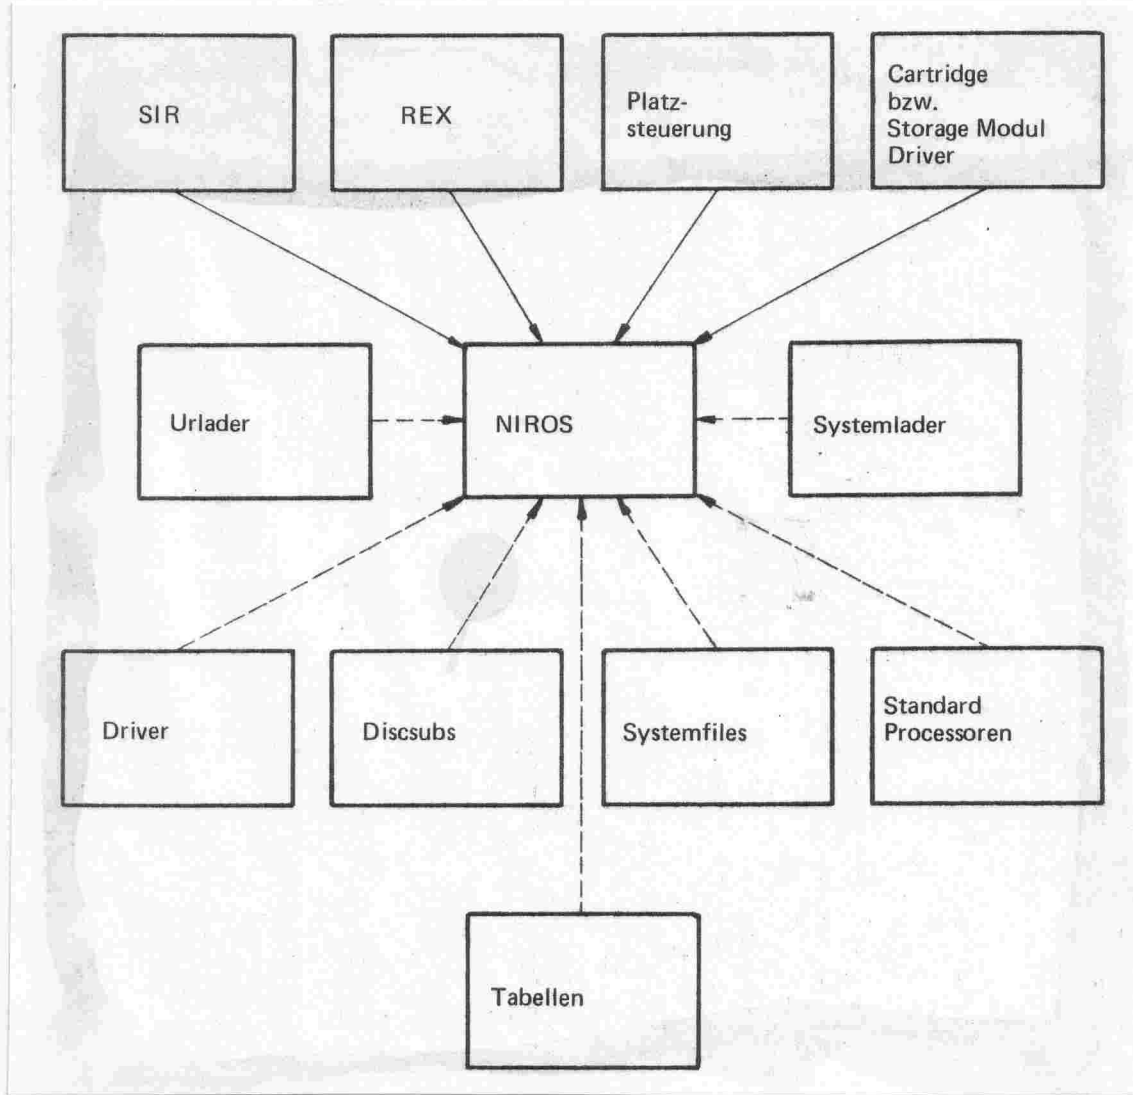 SIR
REX
Platz-
steuerung
Cartridge
bzw.
Storage Modul
Driver
Urlader
NIROS
Systemlader
Driver
Discsubs
Systemfiles
Standard
Processoren
Tabellen